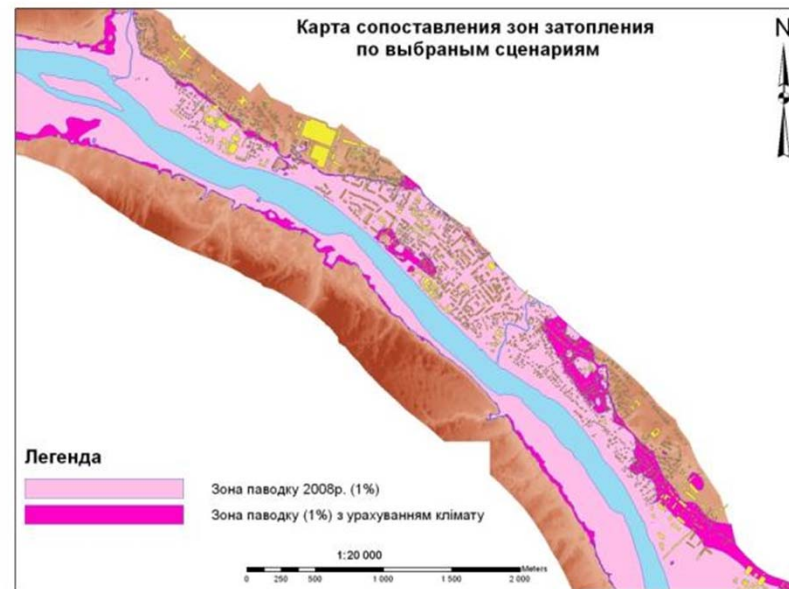 Карта сопоставления зон затопления
по выбраным сценариям
N
Легенда
Зона паводку 2008р. (1%)
Зона паводку (1%) з урахуванням клімату
1:20 000
Meters
0 250 500 1 000 1 500 2 000